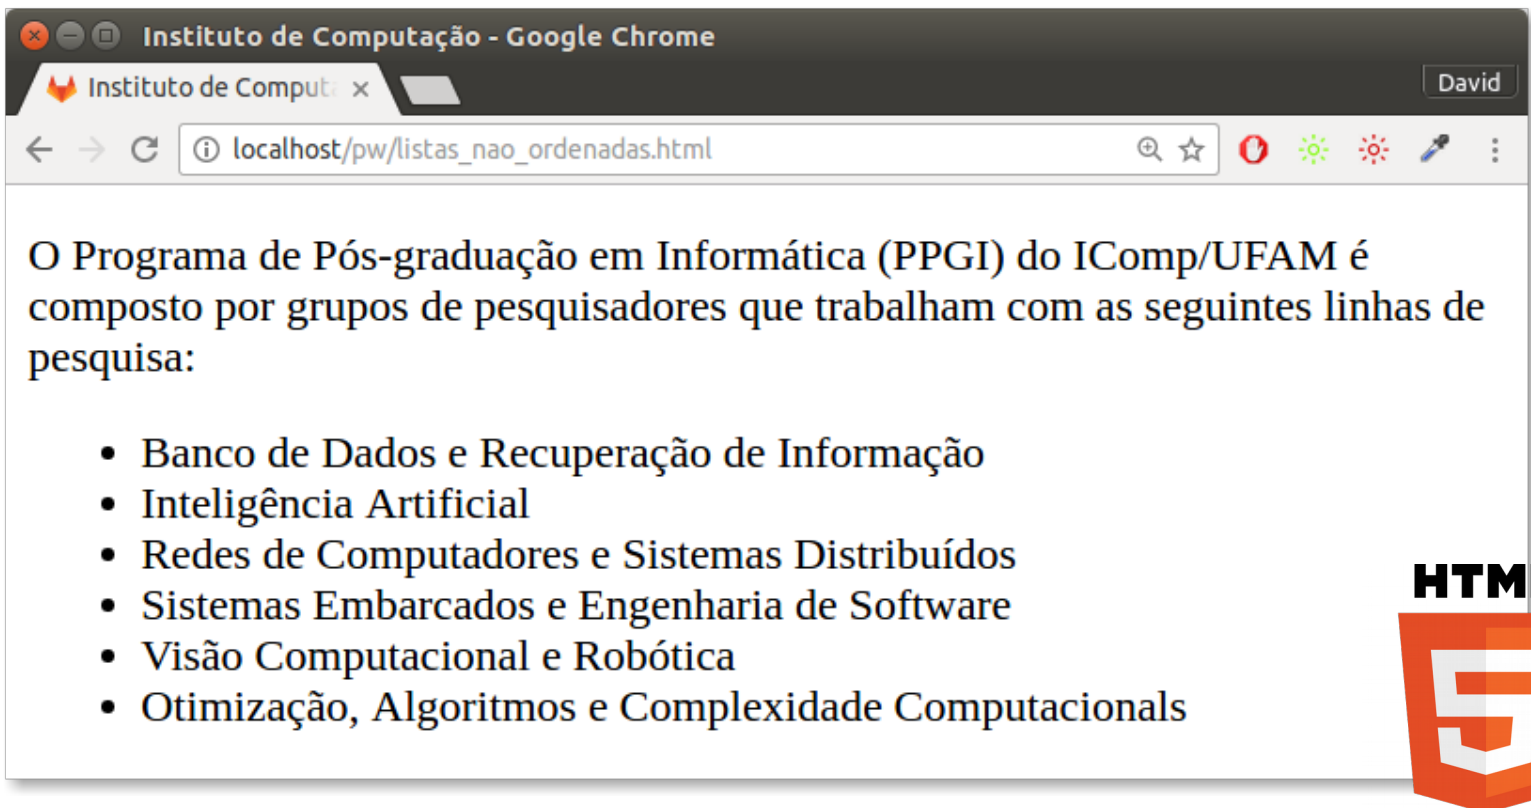 Instituto de Computação - Google Chrome
Instituto de Comput
David
localhost/pw/listas_nao_ordenadas.html
O Programa de Pós-graduação em Informática (PPGI) do IComp/UFAM é
composto por grupos de pesquisadores que trabalham com as seguintes linhas de
pesquisa:
• Banco de Dados e Recuperação de Informação
• Inteligência Artificial
• Redes de Computadores e Sistemas Distribuídos
• Sistemas Embarcados e Engenharia de Software
• Visão Computacional e Robótica
• Otimização, Algoritmos e Complexidade Computacionals
HTM
5